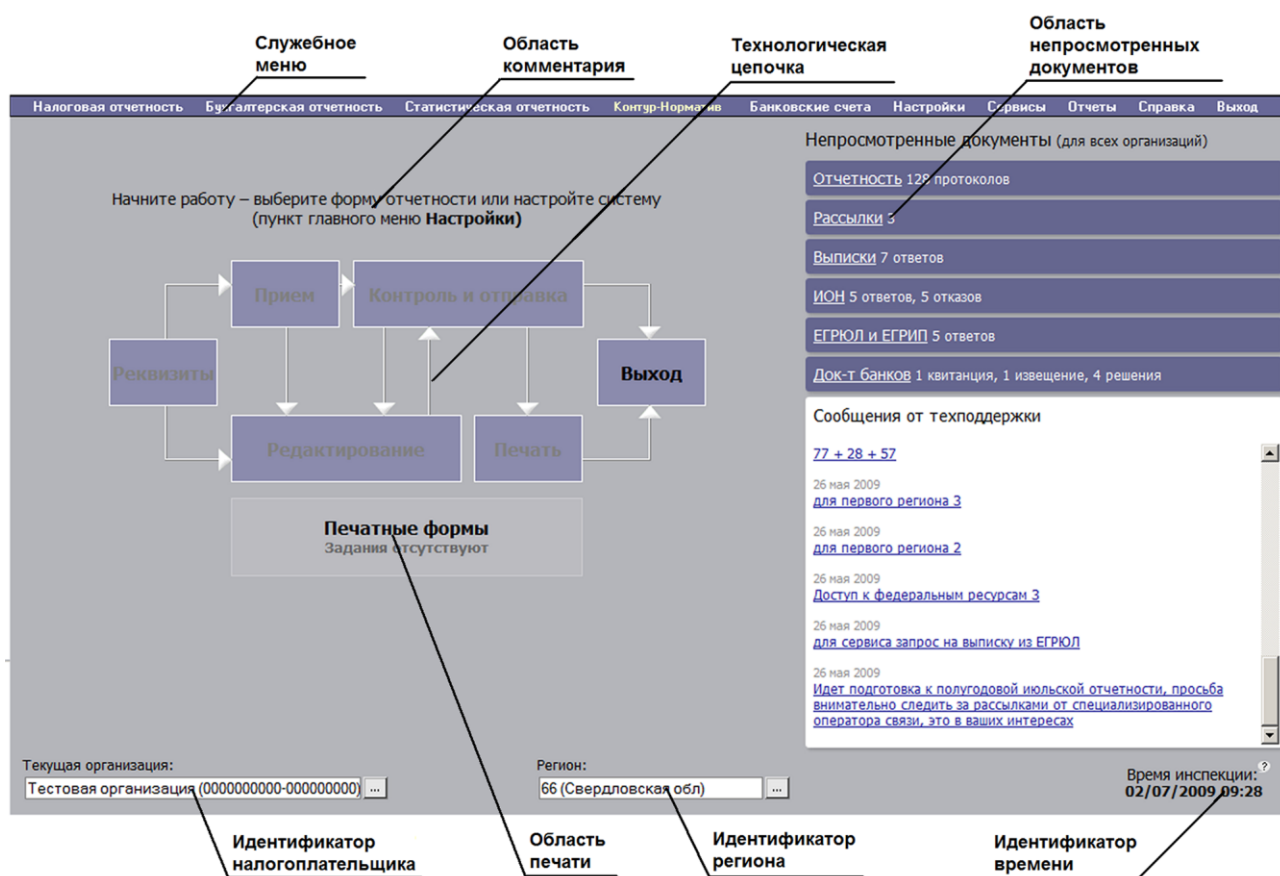 Служебное
меню
Область
комментария
Технологическая
цепочка
Область
непросмотренных
документов
Налоговая отчетность Бухгалтерская отчетность Статистическая отчетность Контур-Норматив Банковские счета Настройки Сервисы Отчеты Справка Выход
Начните работу – выберите форму отчетности или настройте систему
(пункт главного меню Настройки)
Прием
Контроль и отправка
Реквизиты
Выход
Редактирование
Печать
Печатные формы
Задания отсутствуют
Непросмотренные документы (для всех организаций)
Отчетность 128 протоколов
Рассылки 3
Выписки 7 ответов
ИОН 5 ответов, 5 отказов
ЕГРЮЛ и ЕГРИП 5 ответов
Док-т банков 1 квитанция, 1 извещение, 4 решения
Сообщения от техподдержки
77 + 28 + 57
26 мая 2009
для первого региона 3
26 мая 2009
для первого региона 2
26 мая 2009
Доступ к федеральным ресурсам 3
26 мая 2009
для сервиса запрос на выписку из ЕГРЮЛ
26 мая 2009
Идет подготовка к полугодовой июльской отчетности, просьба
внимательно следить за рассылками от специализированного
оператора связи, это в ваших интересах
Текущая организация:
Тестовая организация (0000000000-000000000) ...
Регион:
66 (Свердловская обл) ...
Время инспекции: ?
02/07/2009 09:28
Идентификатор
налогоплательщика
Область
печати
Идентификатор
региона
Идентификатор
времени